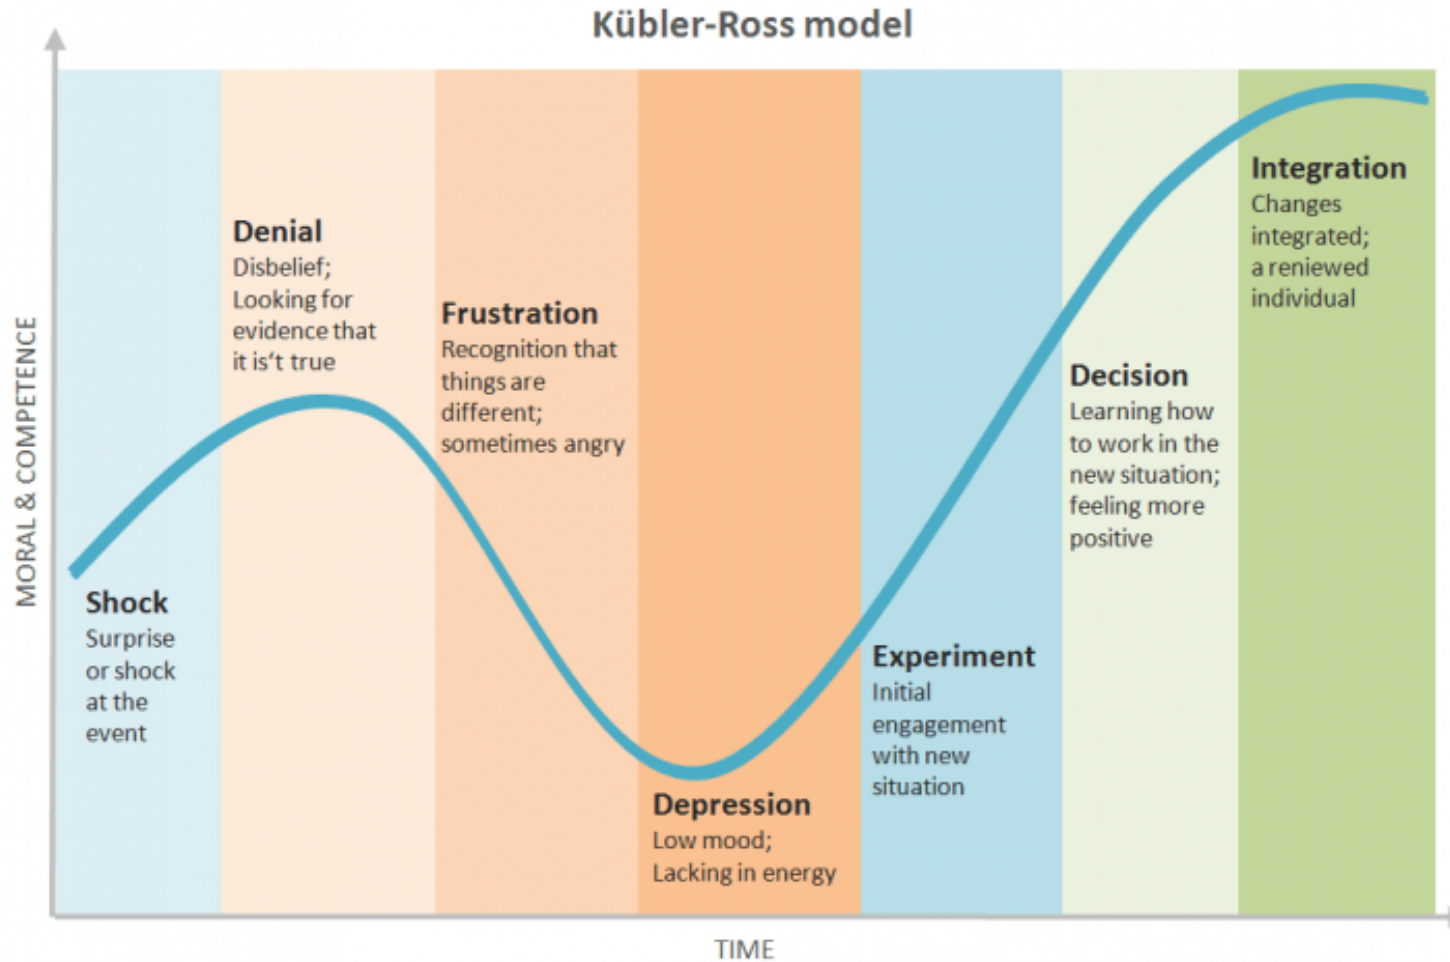 Kübler-Ross model
MORAL & COMPETENCE
Shock
Surprise
or shock
at the
event
Denial
Disbelief;
Looking for
evidence that
it is‘t true
Frustration
Recognition that
things are
different;
sometimes angry
Depression
Low mood;
Lacking in energy
Experiment
Initial
engagement
with new
situation
Decision
Learning how
to work in the
new situation;
feeling more
positive
Integration
Changes
integrated;
a reniewed
individual
TIME